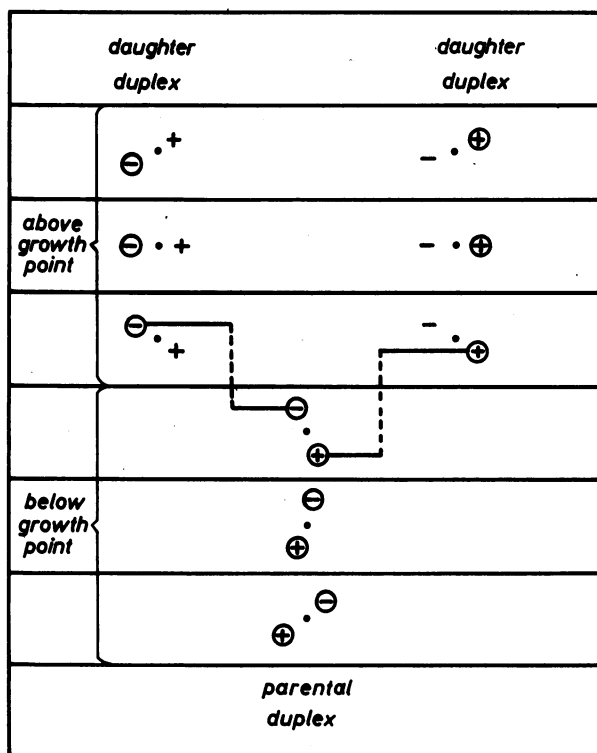 daughter duplex
daughter duplex
above growth point
⊖ • +
− • ⊕
⊖ • +
− • ⊕
⊖ • +
− • ⊕
⊖ • ⊕
below growth point
⊖ • ⊕
⊖ • ⊕
parental duplex